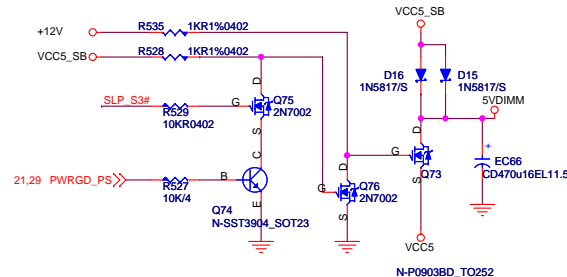 VCC5_SB
R535 1KR1%0402
+12V
R528 1KR1%0402
VCC5_SB
D16 D15
1N5817/S 1N5817/S
5VDIMM
D
Q75
SLP_S3#
G
2N7002
R529
10KR0402
S
D
G
+
EC66
CD470u16EL11.5
C
D
Q73
21,29 PWRGD_PS
B
R527
10K/4
G
Q76
2N7002
S
E
S
Q74
N-SST3904_SOT23
VCC5
N-P0903BD_TO252